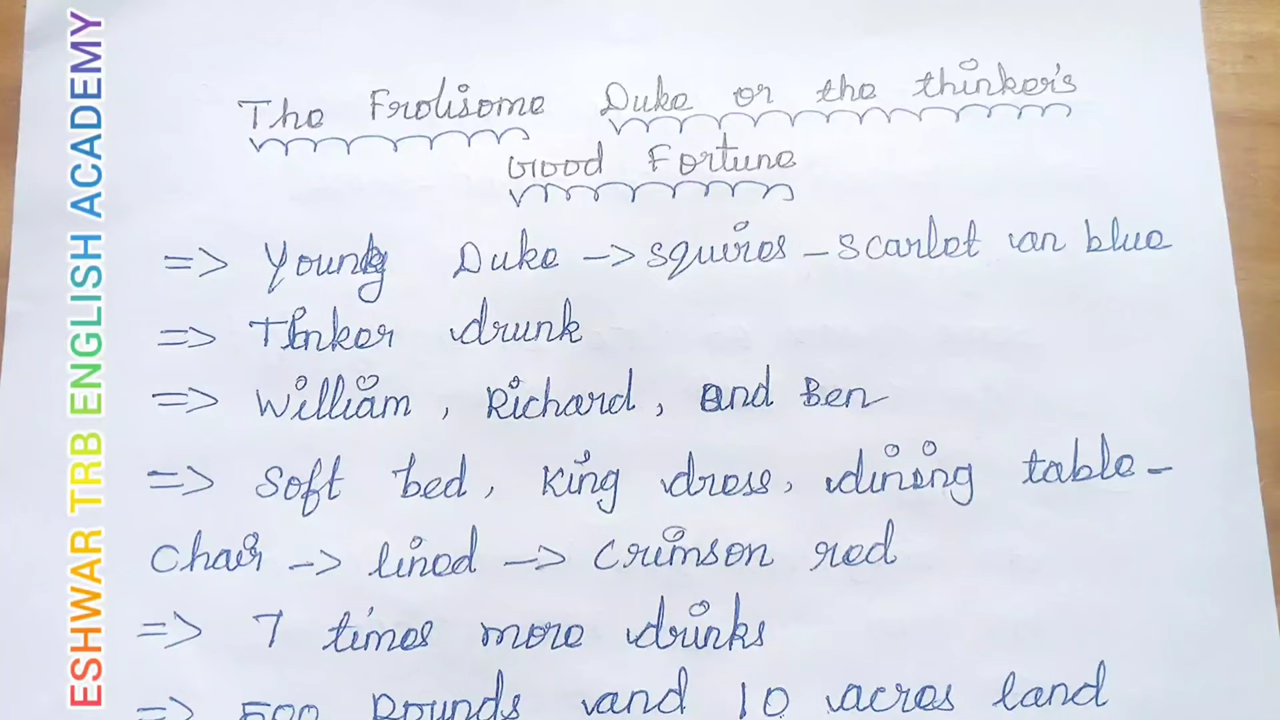 ESHWAR TRB ENGLISH ACADEMY
The Frolisome Duke or the thinker's
Good Fortune
=> Young Duke -> squires - scarlet an blue
=> Tinker drunk
=> William, Richard, and Ben
=> Soft bed, King dress, dining table -
Chair -> lined -> crimson red
=> 7 times more drinks
=> 500 Pounds and 10 acres land